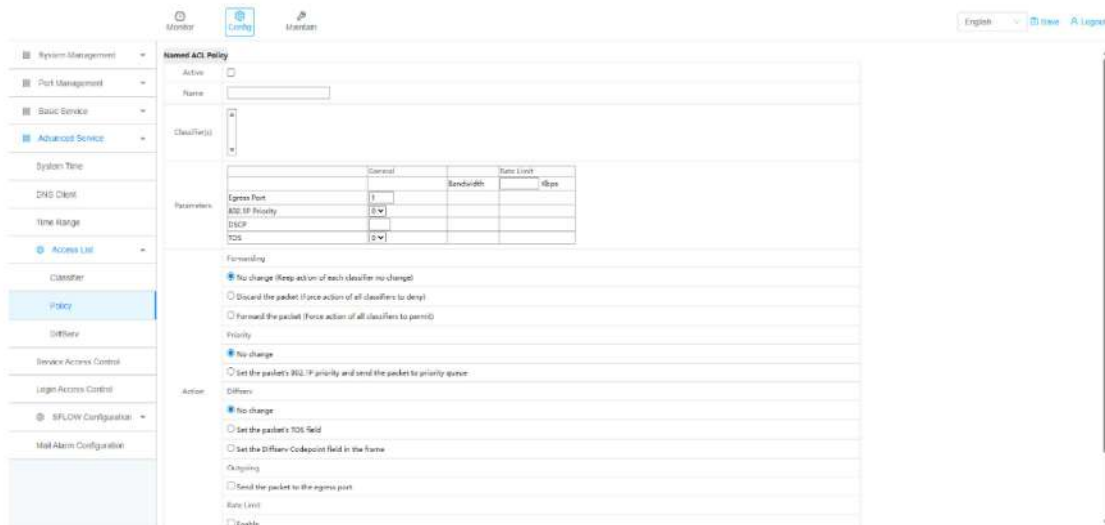 Monitor
Config
Maintain
English
Save
Logout
System Management
Port Management
Basic Service
Advanced Service
System Time
DNS Client
Time Range
Access List
Classifier
Policy
DiffServ
Service Access Control
Login Access Control
SFLOW Configuration
Mail Alarm Configuration
Named ACL Policy
Active
Name
Classifier(s)
Parameters
General
Rate Limit
Bandwidth
Kbps
Egress Port 1
802.1P Priority 0
DSCP
TOS 0
Action
Forwarding
No change (Keep action of each classifier no change)
Discard the packet (Force action of all classifiers to deny)
Forward the packet (Force action of all classifiers to permit)
Priority
No change
Set the packet's 802.1P priority and send the packet to priority queue
Diffserv
No change
Set the packet's TOS field
Set the Diffserv Codepoint field in the frame
Outgoing
Send the packet to the egress port
Rate Limit
Enable